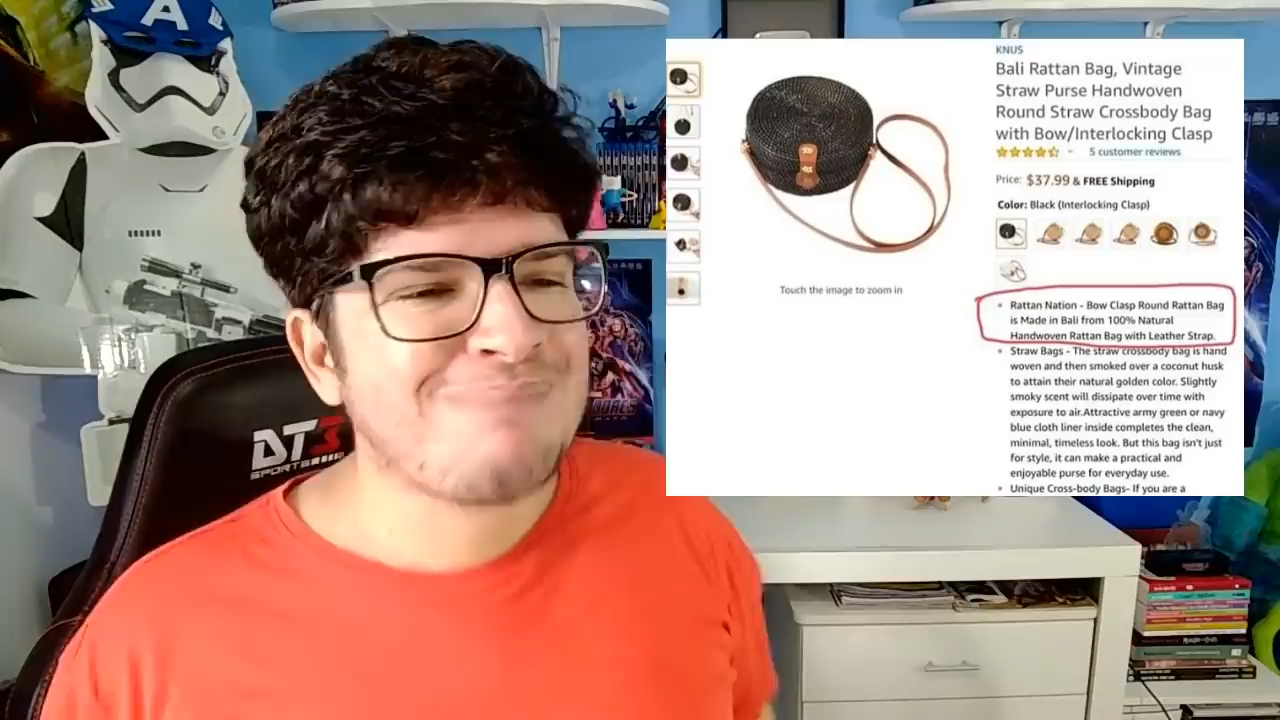 A
DT3
SPORTS
KNUS
Bali Rattan Bag, Vintage
Straw Purse Handwoven
Round Straw Crossbody Bag
with Bow/Interlocking Clasp
5 customer reviews
Price: $37.99 & FREE Shipping
Color: Black (Interlocking Clasp)
Touch the image to zoom in
Rattan Nation - Bow Clasp Round Rattan Bag
is Made in Bali from 100% Natural
Handwoven Rattan Bag with Leather Strap.
Straw Bags - The straw crossbody bag is hand
woven and then smoked over a coconut husk
to attain their natural golden color. Slightly
smoky scent will dissipate over time with
exposure to air.Attractive army green or navy
blue cloth liner inside completes the clean,
minimal, timeless look. But this bag isn't just
for style, it can make a practical and
enjoyable purse for everyday use.
Unique Cross-body Bags- If you are a